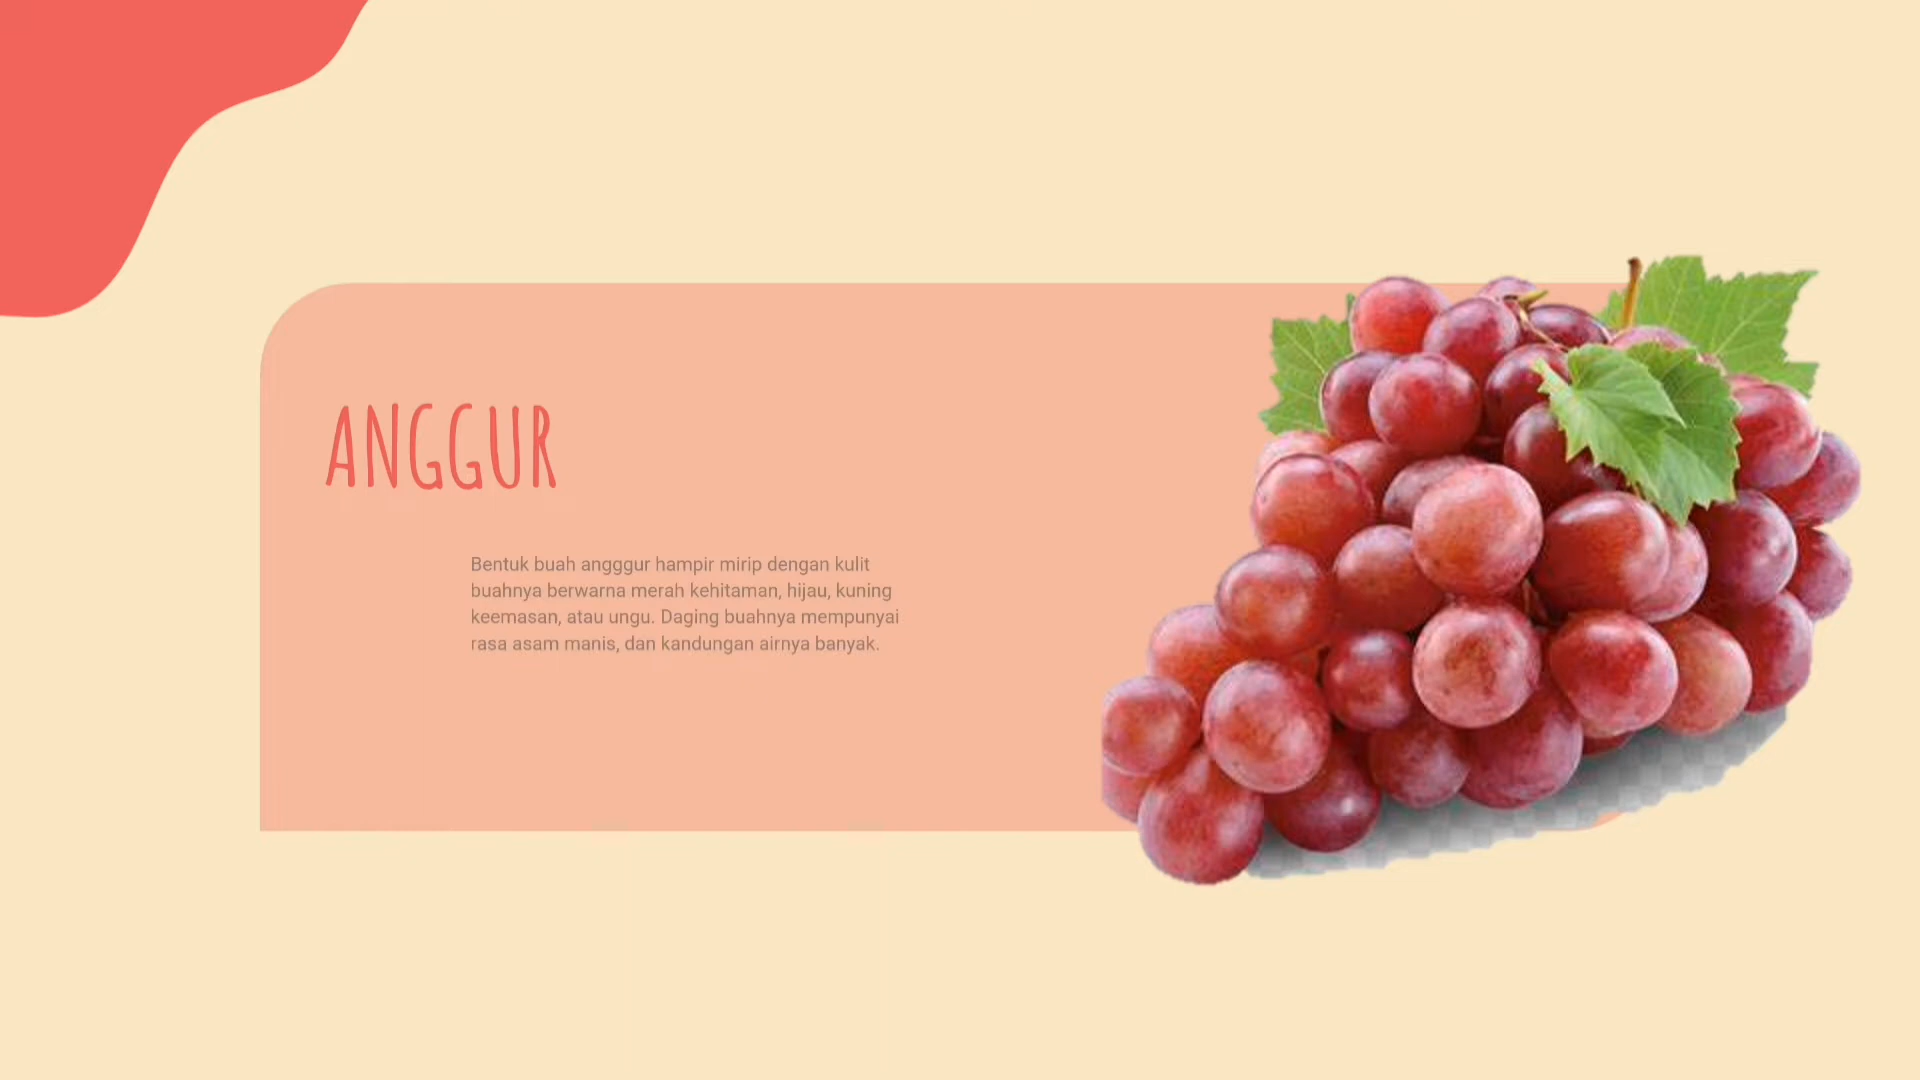 ANGGUR
Bentuk buah angggur hampir mirip dengan kulit
buahnya berwarna merah kehitaman, hijau, kuning
keemasan, atau ungu. Daging buahnya mempunyai
rasa asam manis, dan kandungan airnya banyak.